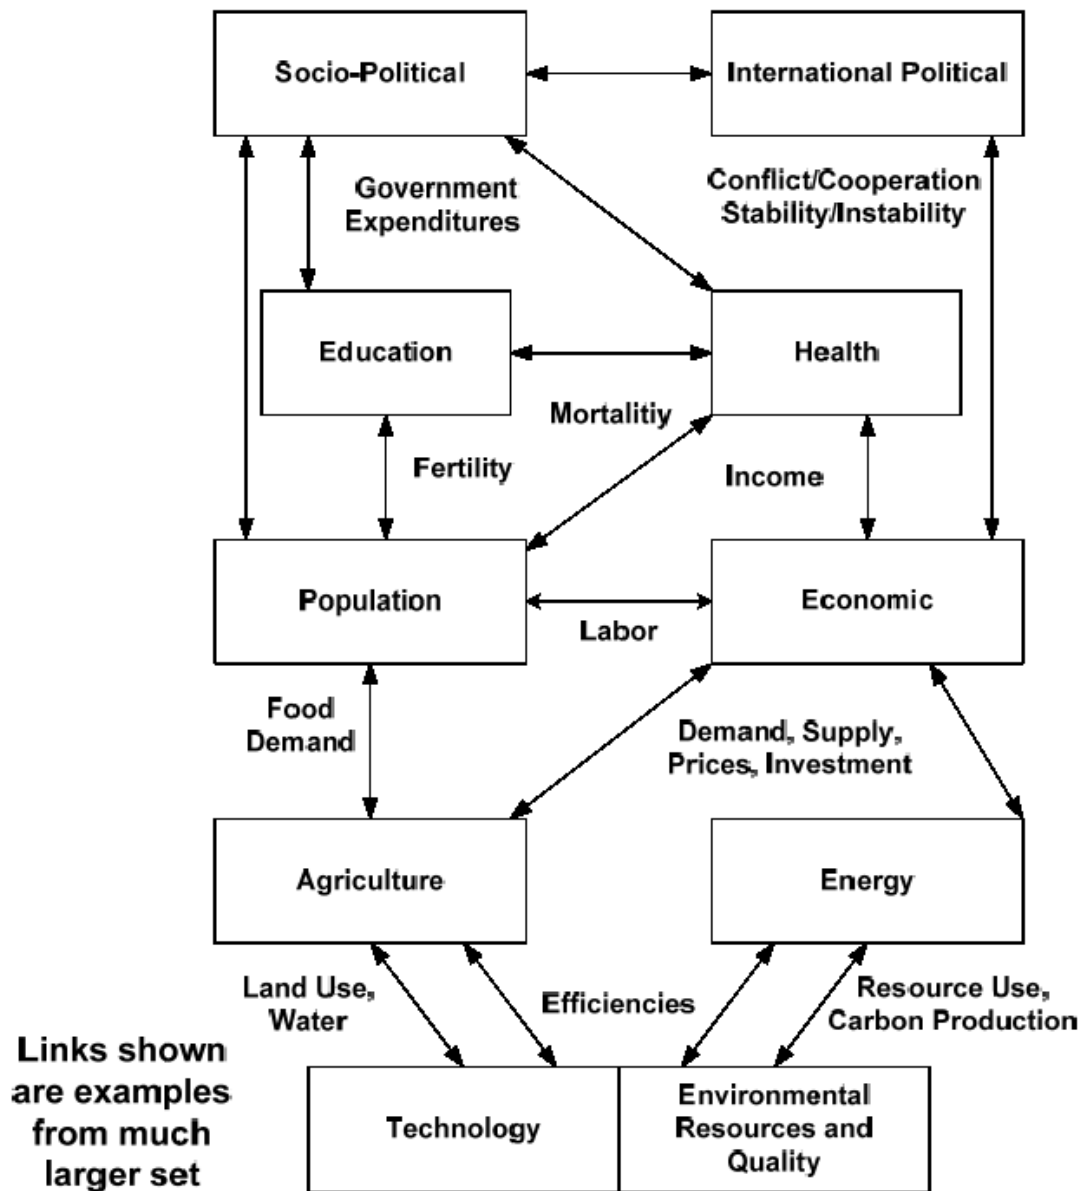 Socio-Political
International Political
Government
Expenditures
Conflict/Cooperation
Stability/Instability
Education
Health
Mortalitiy
Fertility
Income
Population
Economic
Labor
Food
Demand
Demand, Supply,
Prices, Investment
Agriculture
Energy
Land Use,
Water
Efficiencies
Resource Use,
Carbon Production
Links shown
are examples
from much
larger set
Technology
Environmental
Resources and
Quality